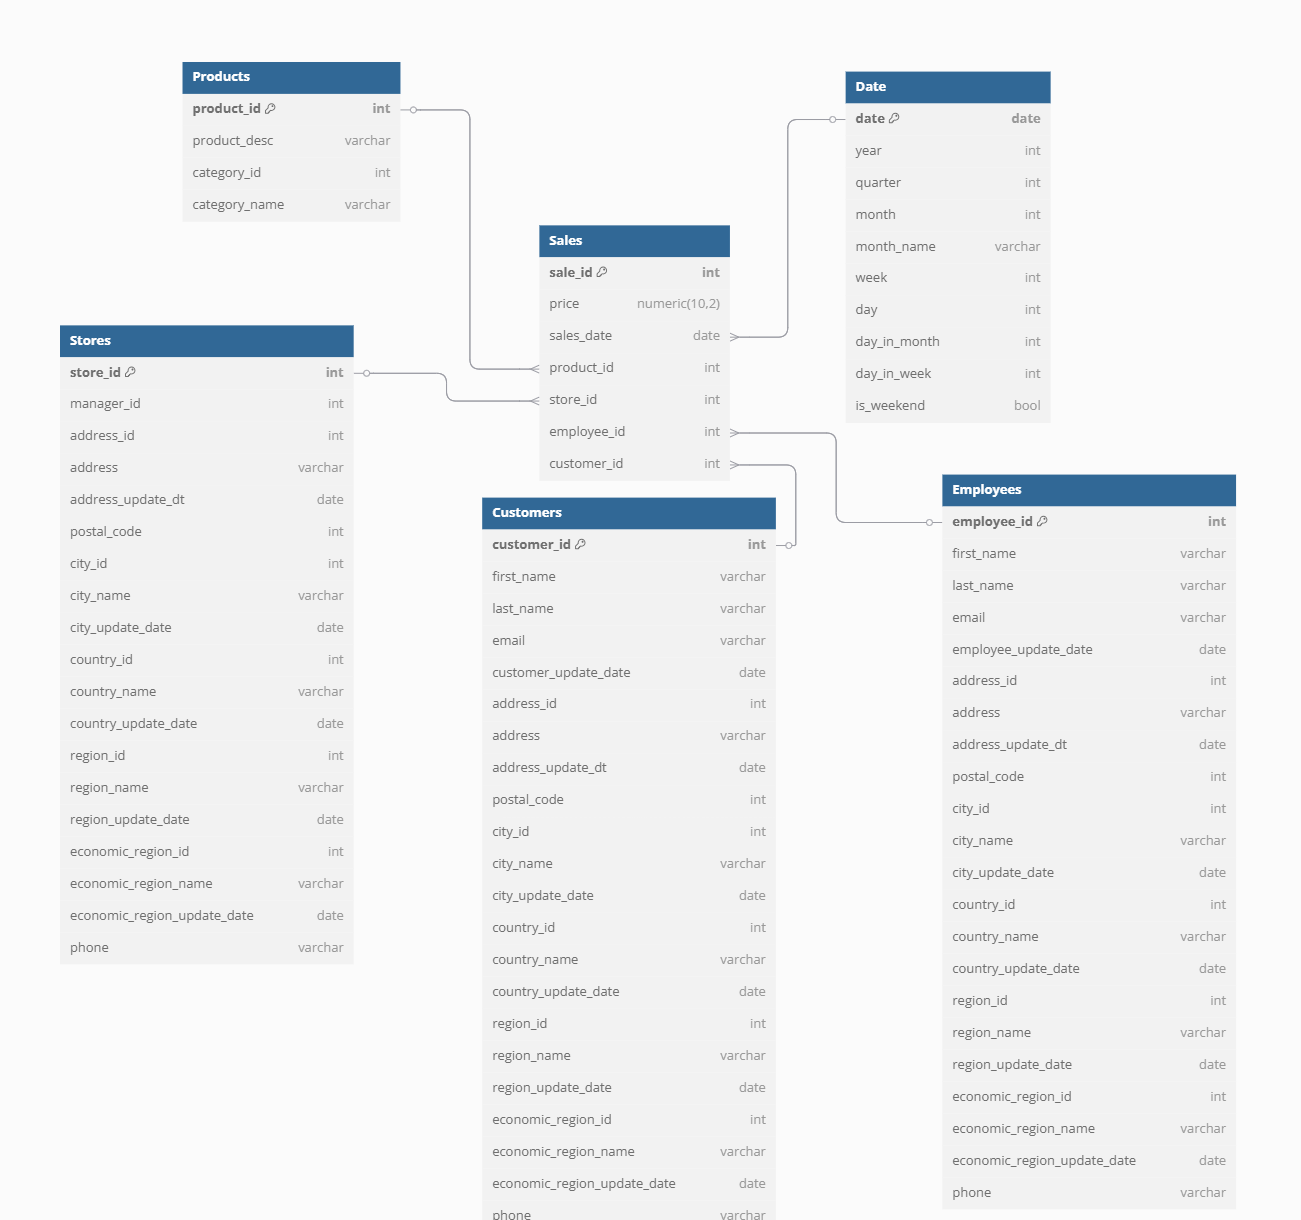 Products
product_id int
product_desc varchar
category_id int
category_name varchar
Date
date date
year int
quarter int
month int
month_name varchar
week int
day int
day_in_month int
day_in_week int
is_weekend bool
Sales
sale_id int
price numeric(10,2)
sales_date date
product_id int
store_id int
employee_id int
customer_id int
Stores
store_id int
manager_id int
address_id int
address varchar
address_update_dt date
postal_code int
city_id int
city_name varchar
city_update_date date
country_id int
country_name varchar
country_update_date date
region_id int
region_name varchar
region_update_date date
economic_region_id int
economic_region_name varchar
economic_region_update_date date
phone varchar
Customers
customer_id int
first_name varchar
last_name varchar
email varchar
customer_update_date date
address_id int
address varchar
address_update_dt date
postal_code int
city_id int
city_name varchar
city_update_date date
country_id int
country_name varchar
country_update_date date
region_id int
region_name varchar
region_update_date date
economic_region_id int
economic_region_name varchar
economic_region_update_date date
phone varchar
Employees
employee_id int
first_name varchar
last_name varchar
email varchar
employee_update_date date
address_id int
address varchar
address_update_dt date
postal_code int
city_id int
city_name varchar
city_update_date date
country_id int
country_name varchar
country_update_date date
region_id int
region_name varchar
region_update_date date
economic_region_id int
economic_region_name varchar
economic_region_update_date date
phone varchar